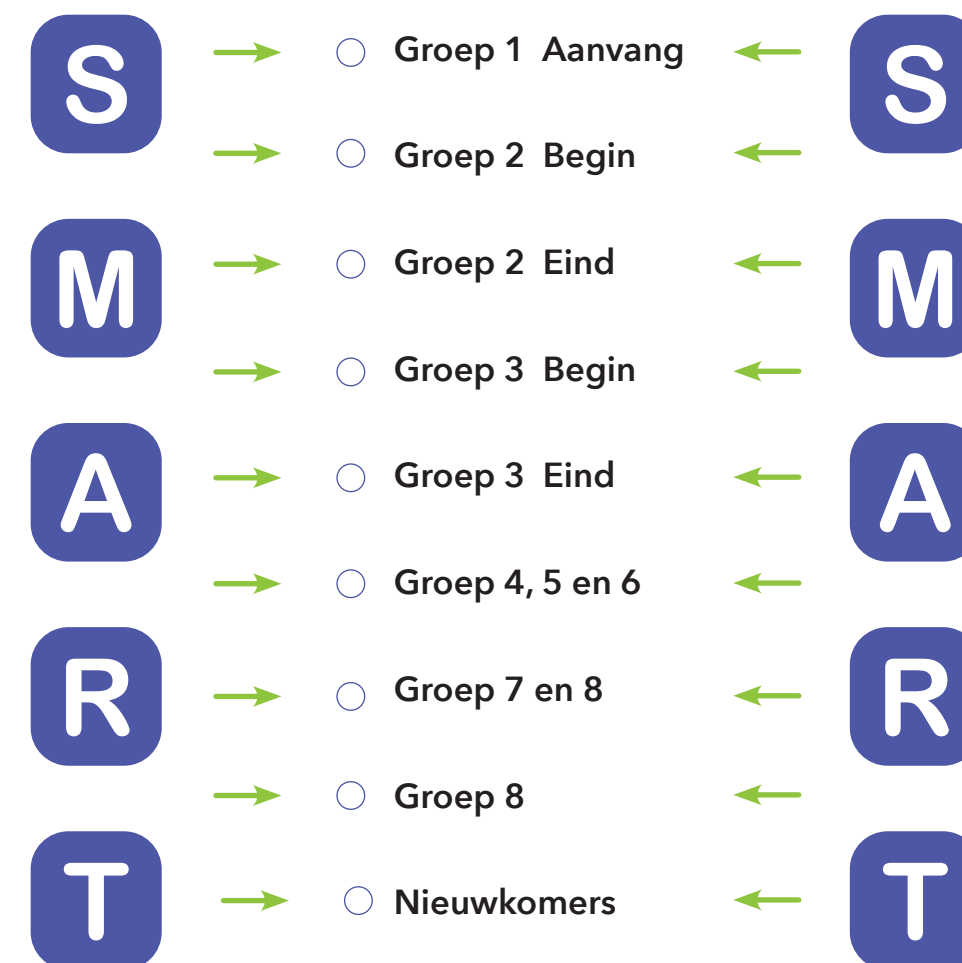 S Groep 1 Aanvang S
Groep 2 Begin
M Groep 2 Eind M
Groep 3 Begin
A Groep 3 Eind A
Groep 4, 5 en 6
R Groep 7 en 8 R
Groep 8
T Nieuwkomers T